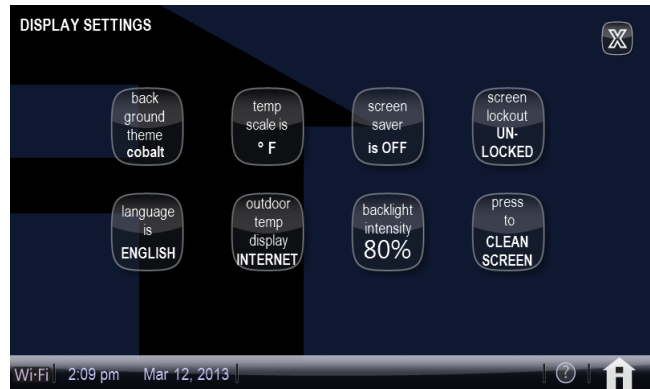 DISPLAY SETTINGS
X
back
ground
theme
cobalt
temp
scale is
° F
screen
saver
is OFF
screen
lockout
UN-
LOCKED
language
is
ENGLISH
outdoor
temp
display
INTERNET
backlight
intensity
80%
press
to
CLEAN
SCREEN
Wi·Fi 2:09 pm Mar 12, 2013 ?